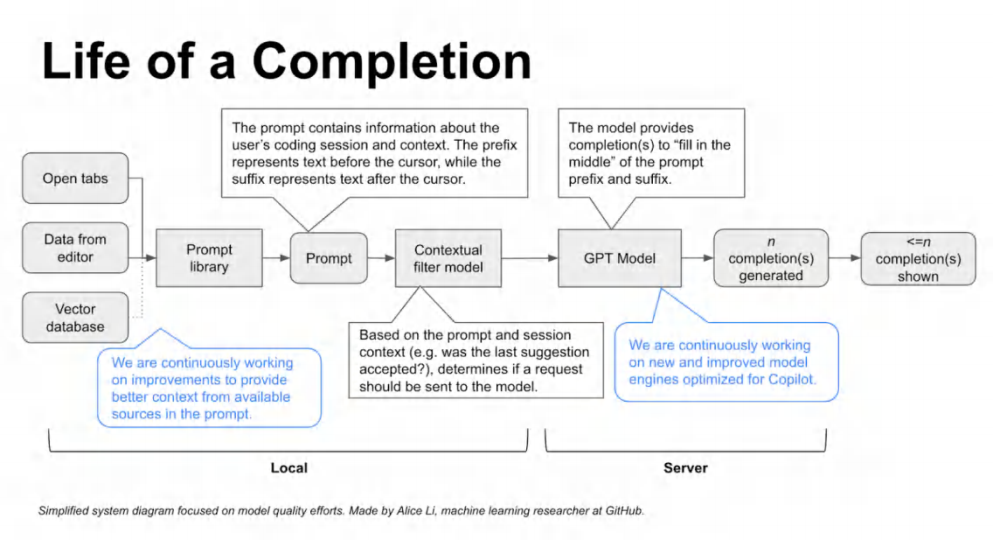 Life of a Completion
The prompt contains information about the
user's coding session and context. The prefix
represents text before the cursor, while the
suffix represents text after the cursor.
The model provides
completion(s) to “fill in the
middle” of the prompt
prefix and suffix.
Open tabs
Data from
editor
Vector
database
Prompt
library
Prompt
Contextual
filter model
GPT Model
n
completion(s)
generated
<=n
completion(s)
shown
We are continuously working
on improvements to provide
better context from available
sources in the prompt.
Based on the prompt and session
context (e.g. was the last suggestion
accepted?), determines if a request
should be sent to the model.
We are continuously working
on new and improved model
engines optimized for Copilot.
Local
Server
Simplified system diagram focused on model quality efforts. Made by Alice Li, machine learning researcher at GitHub.